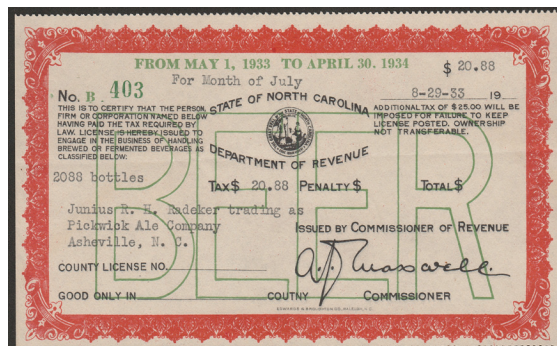 FROM MAY 1, 1933 TO APRIL 30, 1934
$ 20.88
For Month of July
No. B 403
8-29-33 19
STATE OF NORTH CAROLINA
THIS IS TO CERTIFY THAT THE PERSON,
FIRM OR CORPORATION NAMED BELOW
HAVING PAID THE TAX REQUIRED BY
LAW. LICENSE IS HEREBY ISSUED TO
ENGAGE IN THE BUSINESS OF HANDLING
BREWED OR FERMENTED BEVERAGES AS
CLASSIFIED BELOW:
ADDITIONAL TAX OF $25.00 WILL BE
IMPOSED FOR FAILURE TO KEEP
LICENSE POSTED. OWNERSHIP
NOT TRANSFERABLE.
DEPARTMENT OF REVENUE
BEER
2088 bottles
TAX $ 20.88 PENALTY $ TOTAL $
Junius R. H. Radeker trading as
Pickwick Ale Company
Asheville, N. C.
ISSUED BY COMMISSIONER OF REVENUE
COUNTY LICENSE NO.
A. J. Maxwell
GOOD ONLY IN COUTNY COMMISSIONER
EDWARDS & BROUGHTON CO, RALEIGH, N.C.